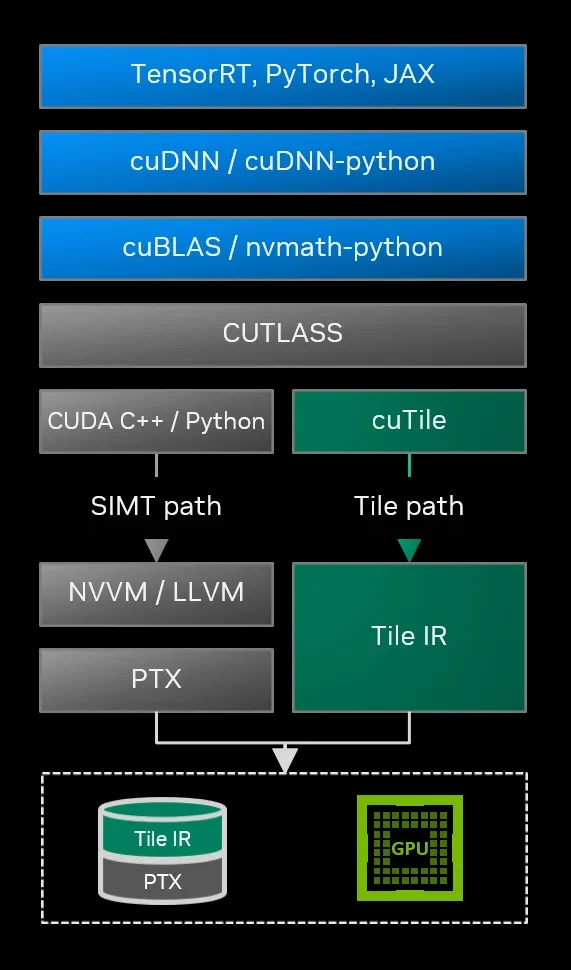 TensorRT, PyTorch, JAX
cuDNN / cuDNN-python
cuBLAS / nvmath-python
CUTLASS
CUDA C++ / Python
cuTile
SIMT path
Tile path
NVVM / LLVM
Tile IR
PTX
Tile IR
PTX
GPU